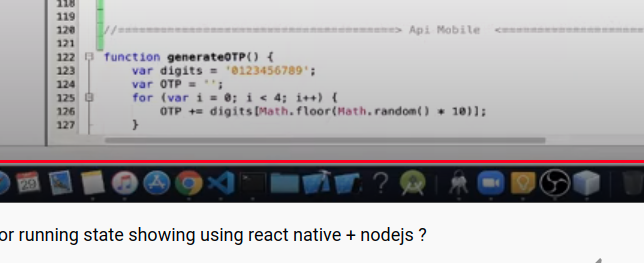 118
119
120 //==================================> Api Mobile <==================
121
122 function generateOTP() {
123 var digits = '0123456789';
124 var OTP = '';
125 for (var i = 0; i < 4; i++) {
126 OTP += digits[Math.floor(Math.random() * 10)];
127 }
29
?
or running state showing using react native + nodejs ?